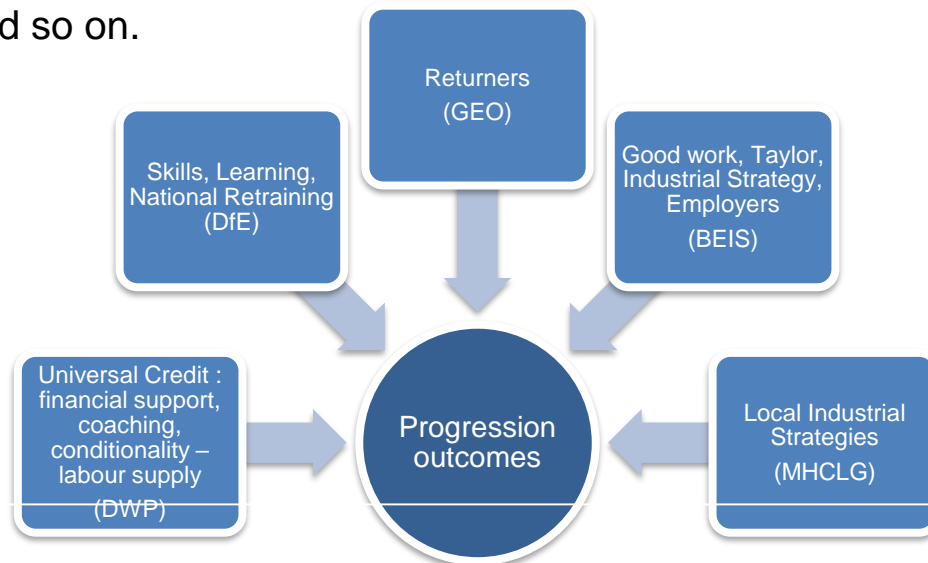 d so on.
Returners
(GEO)
Skills, Learning,
National Retraining
(DfE)
Good work, Taylor,
Industrial Strategy,
Employers
(BEIS)
Universal Credit :
financial support,
coaching,
conditionality –
labour supply
(DWP)
Progression
outcomes
Local Industrial
Strategies
(MHCLG)